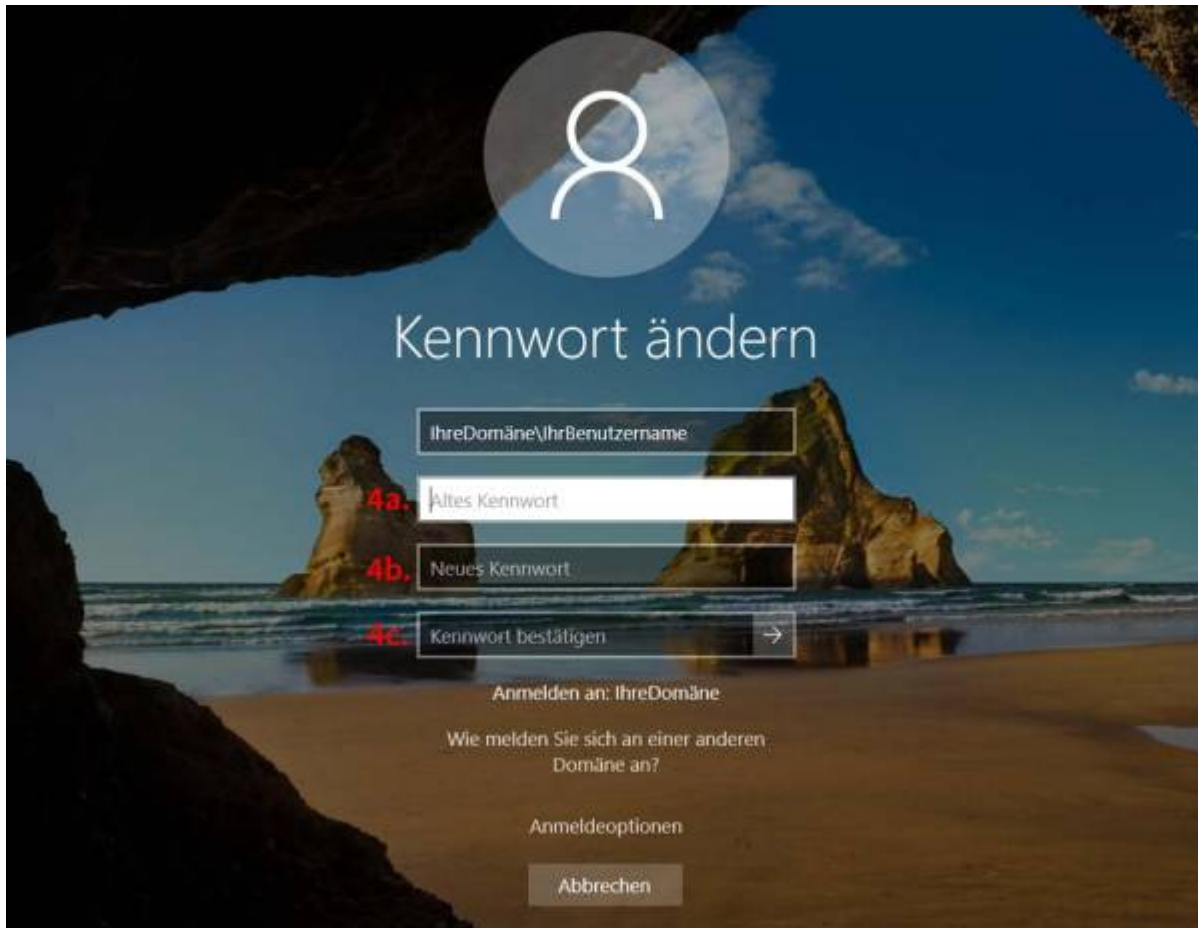 Kennwort ändern
IhreDomäne\IhrBenutzername
4a. Altes Kennwort
4b. Neues Kennwort
4c. Kennwort bestätigen
Anmelden an: IhreDomäne
Wie melden Sie sich an einer anderen
Domäne an?
Anmeldeoptionen
Abbrechen